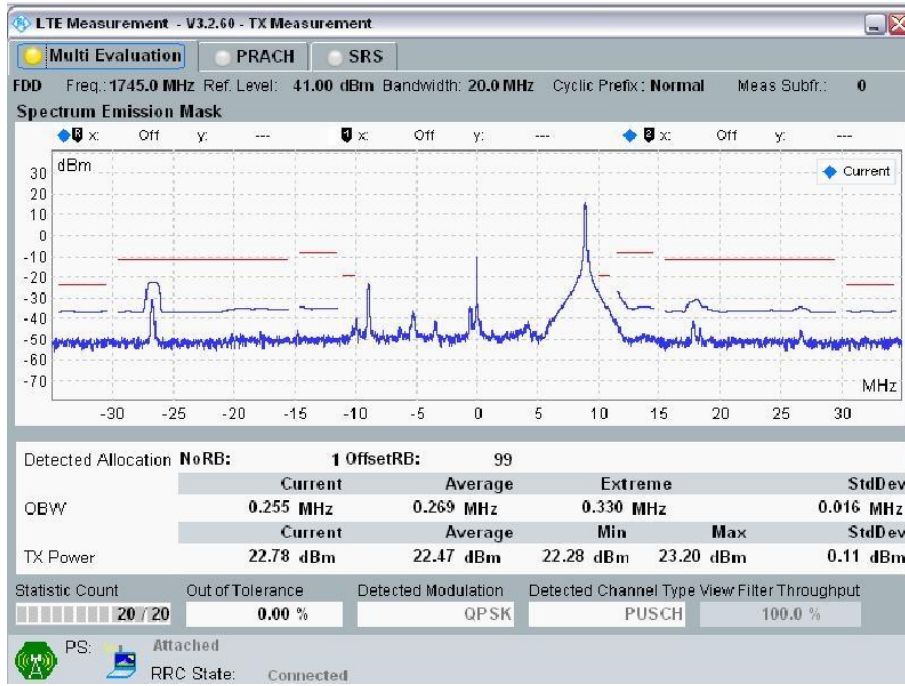 LTE Measurement - V3.2.60 - TX Measurement
Multi Evaluation PRACH SRS
FDD Freq.: 1745.0 MHz Ref. Level: 41.00 dBm Bandwidth: 20.0 MHz Cyclic Prefix: Normal Meas Subfr.: 0
Spectrum Emission Mask
R x: Off y: --- 1 x: Off y: --- 2 x: Off y: ---
dBm
Current
30
20
10
0
-10
-20
-30
-40
-50
-60
-70
MHz
-30 -25 -20 -15 -10 -5 0 5 10 15 20 25 30
Detected Allocation NoRB: 1 OffsetRB: 99
Current Average Extreme StdDev
OBW 0.255 MHz 0.269 MHz 0.330 MHz 0.016 MHz
Current Average Min Max StdDev
TX Power 22.78 dBm 22.47 dBm 22.28 dBm 23.20 dBm 0.11 dBm
Statistic Count Out of Tolerance Detected Modulation Detected Channel Type View Filter Throughput
20 / 20 0.00 % QPSK PUSCH 100.0 %
PS: Attached
RRC State: Connected